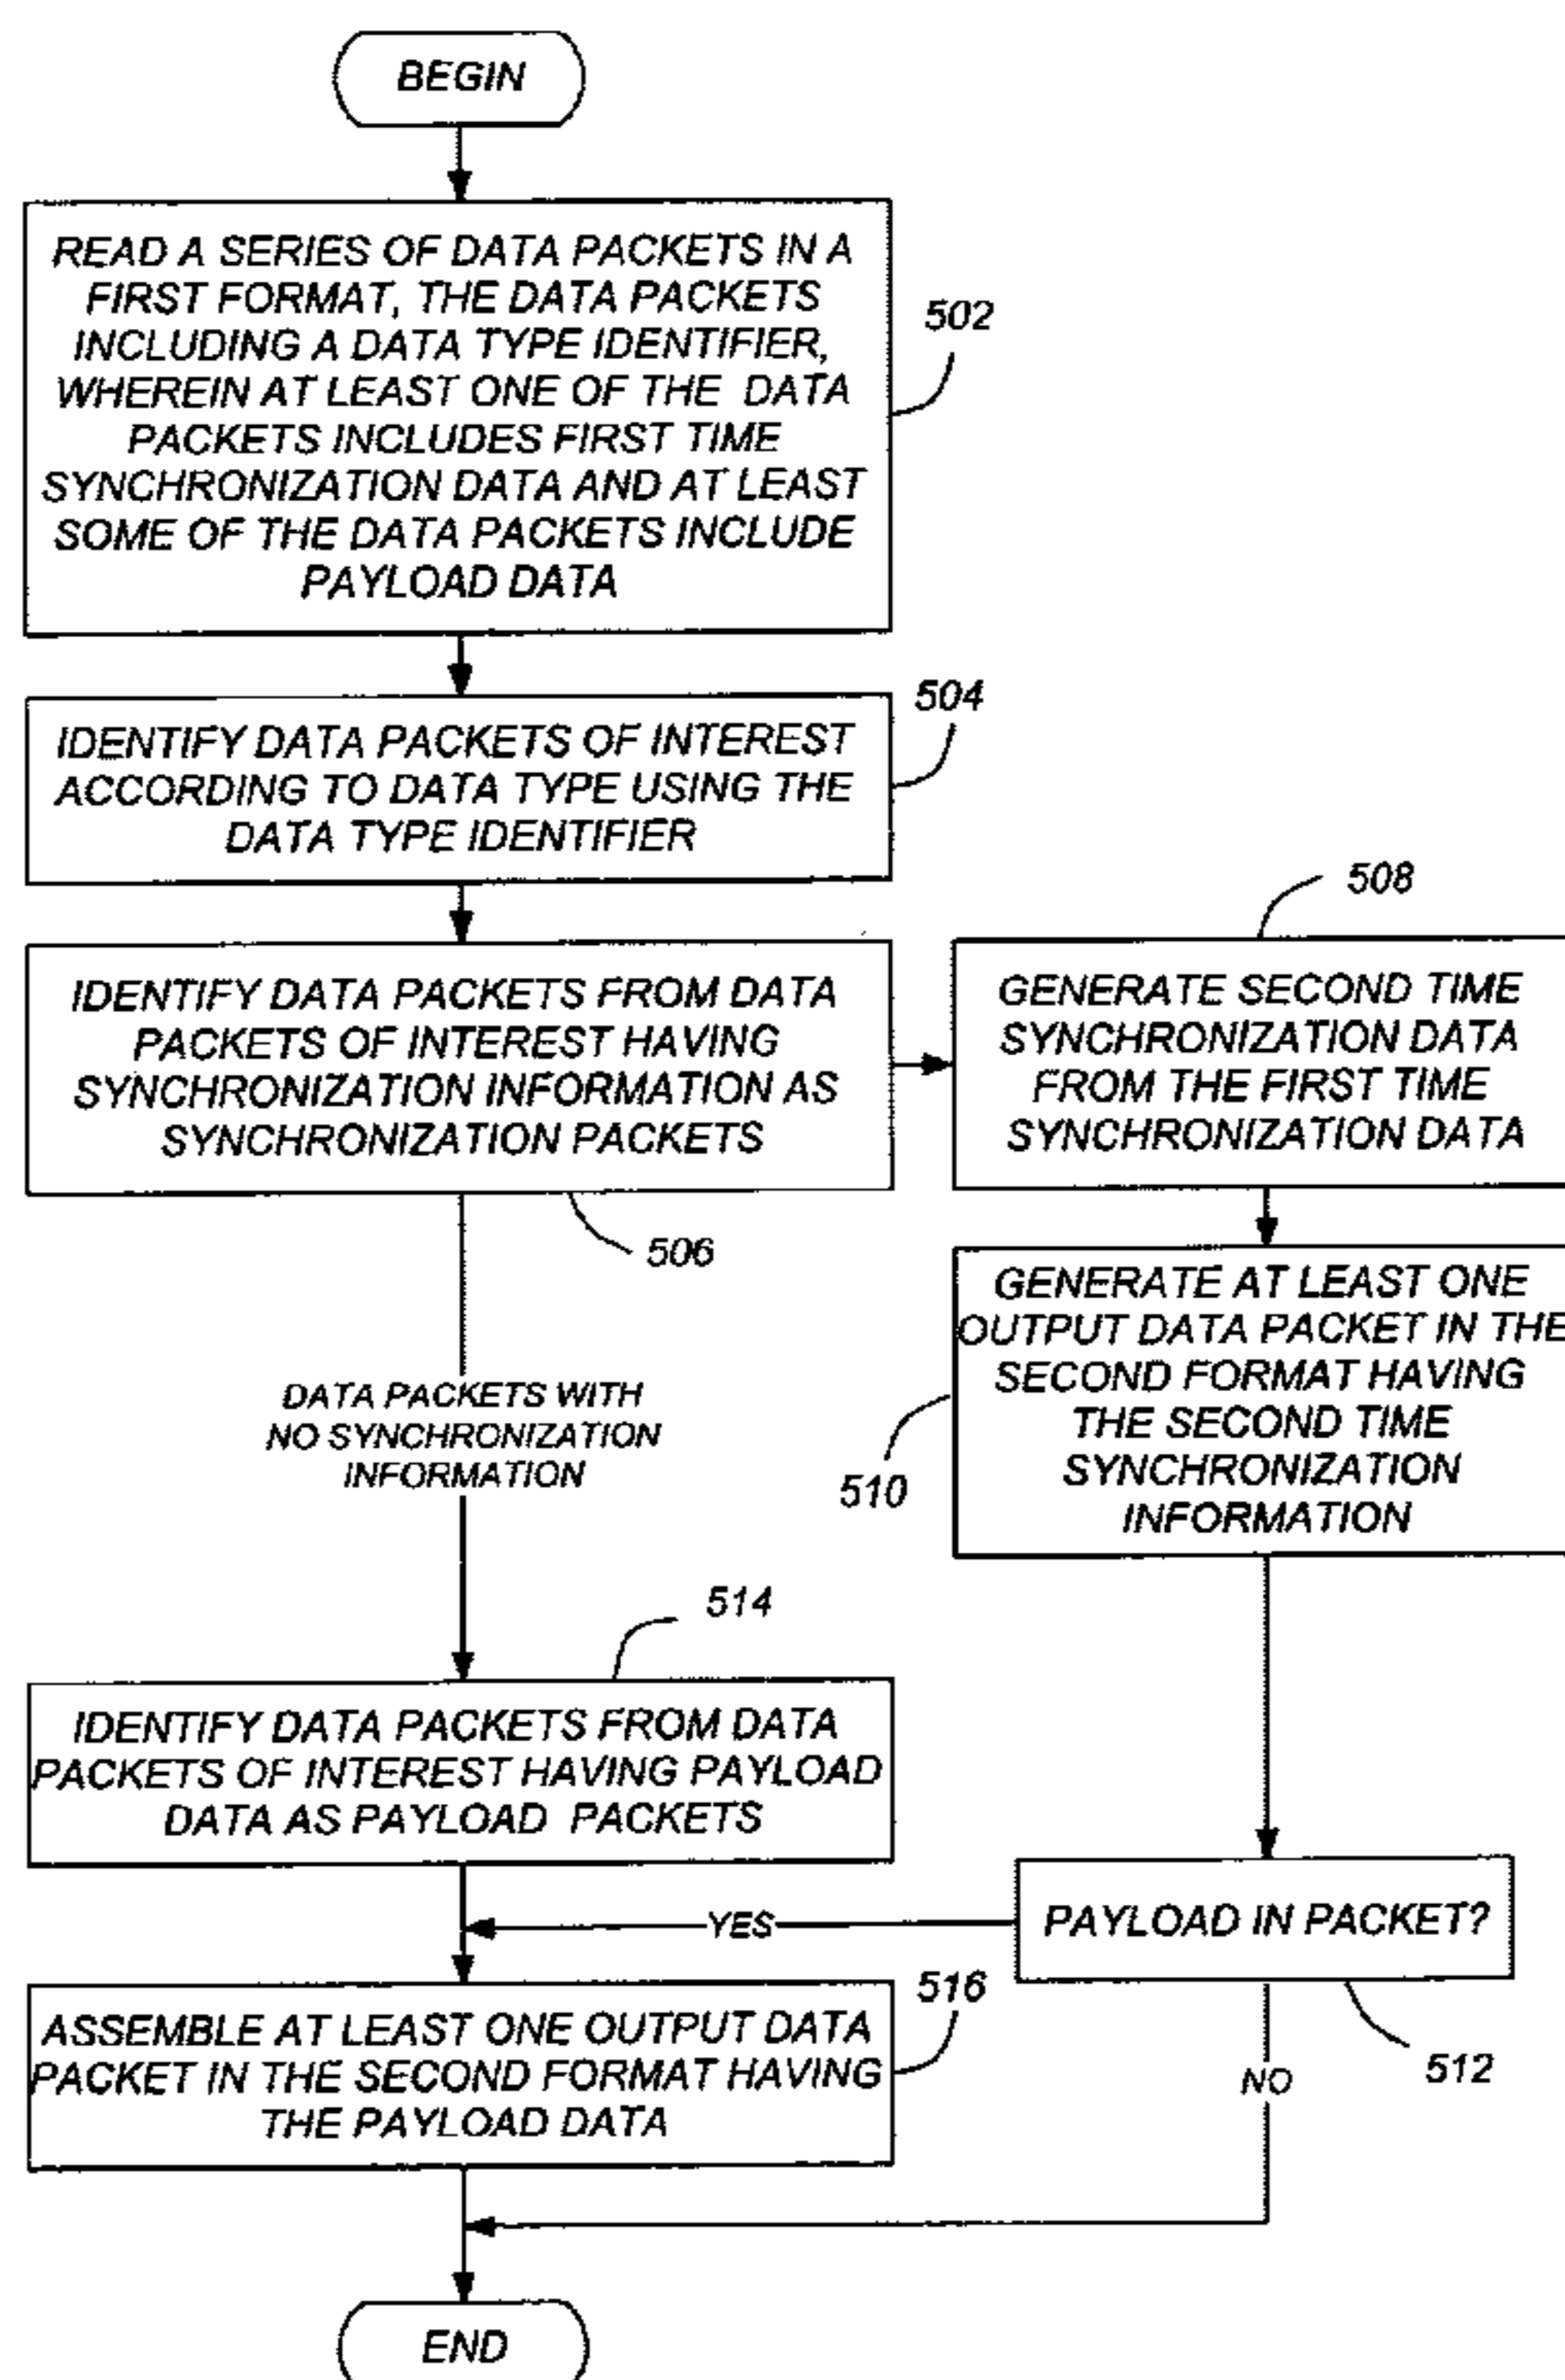 BEGIN
READ A SERIES OF DATA PACKETS IN A
FIRST FORMAT, THE DATA PACKETS
INCLUDING A DATA TYPE IDENTIFIER,
WHEREIN AT LEAST ONE OF THE DATA
PACKETS INCLUDES FIRST TIME
SYNCHRONIZATION DATA AND AT LEAST
SOME OF THE DATA PACKETS INCLUDE
PAYLOAD DATA
502
IDENTIFY DATA PACKETS OF INTEREST
ACCORDING TO DATA TYPE USING THE
DATA TYPE IDENTIFIER
504
IDENTIFY DATA PACKETS FROM DATA
PACKETS OF INTEREST HAVING
SYNCHRONIZATION INFORMATION AS
SYNCHRONIZATION PACKETS
506
508
GENERATE SECOND TIME
SYNCHRONIZATION DATA
FROM THE FIRST TIME
SYNCHRONIZATION DATA
GENERATE AT LEAST ONE
OUTPUT DATA PACKET IN THE
SECOND FORMAT HAVING
THE SECOND TIME
SYNCHRONIZATION
INFORMATION
510
DATA PACKETS WITH
NO SYNCHRONIZATION
INFORMATION
514
IDENTIFY DATA PACKETS FROM DATA
PACKETS OF INTEREST HAVING PAYLOAD
DATA AS PAYLOAD PACKETS
PAYLOAD IN PACKET?
512
YES
NO
516
ASSEMBLE AT LEAST ONE OUTPUT DATA
PACKET IN THE SECOND FORMAT HAVING
THE PAYLOAD DATA
END